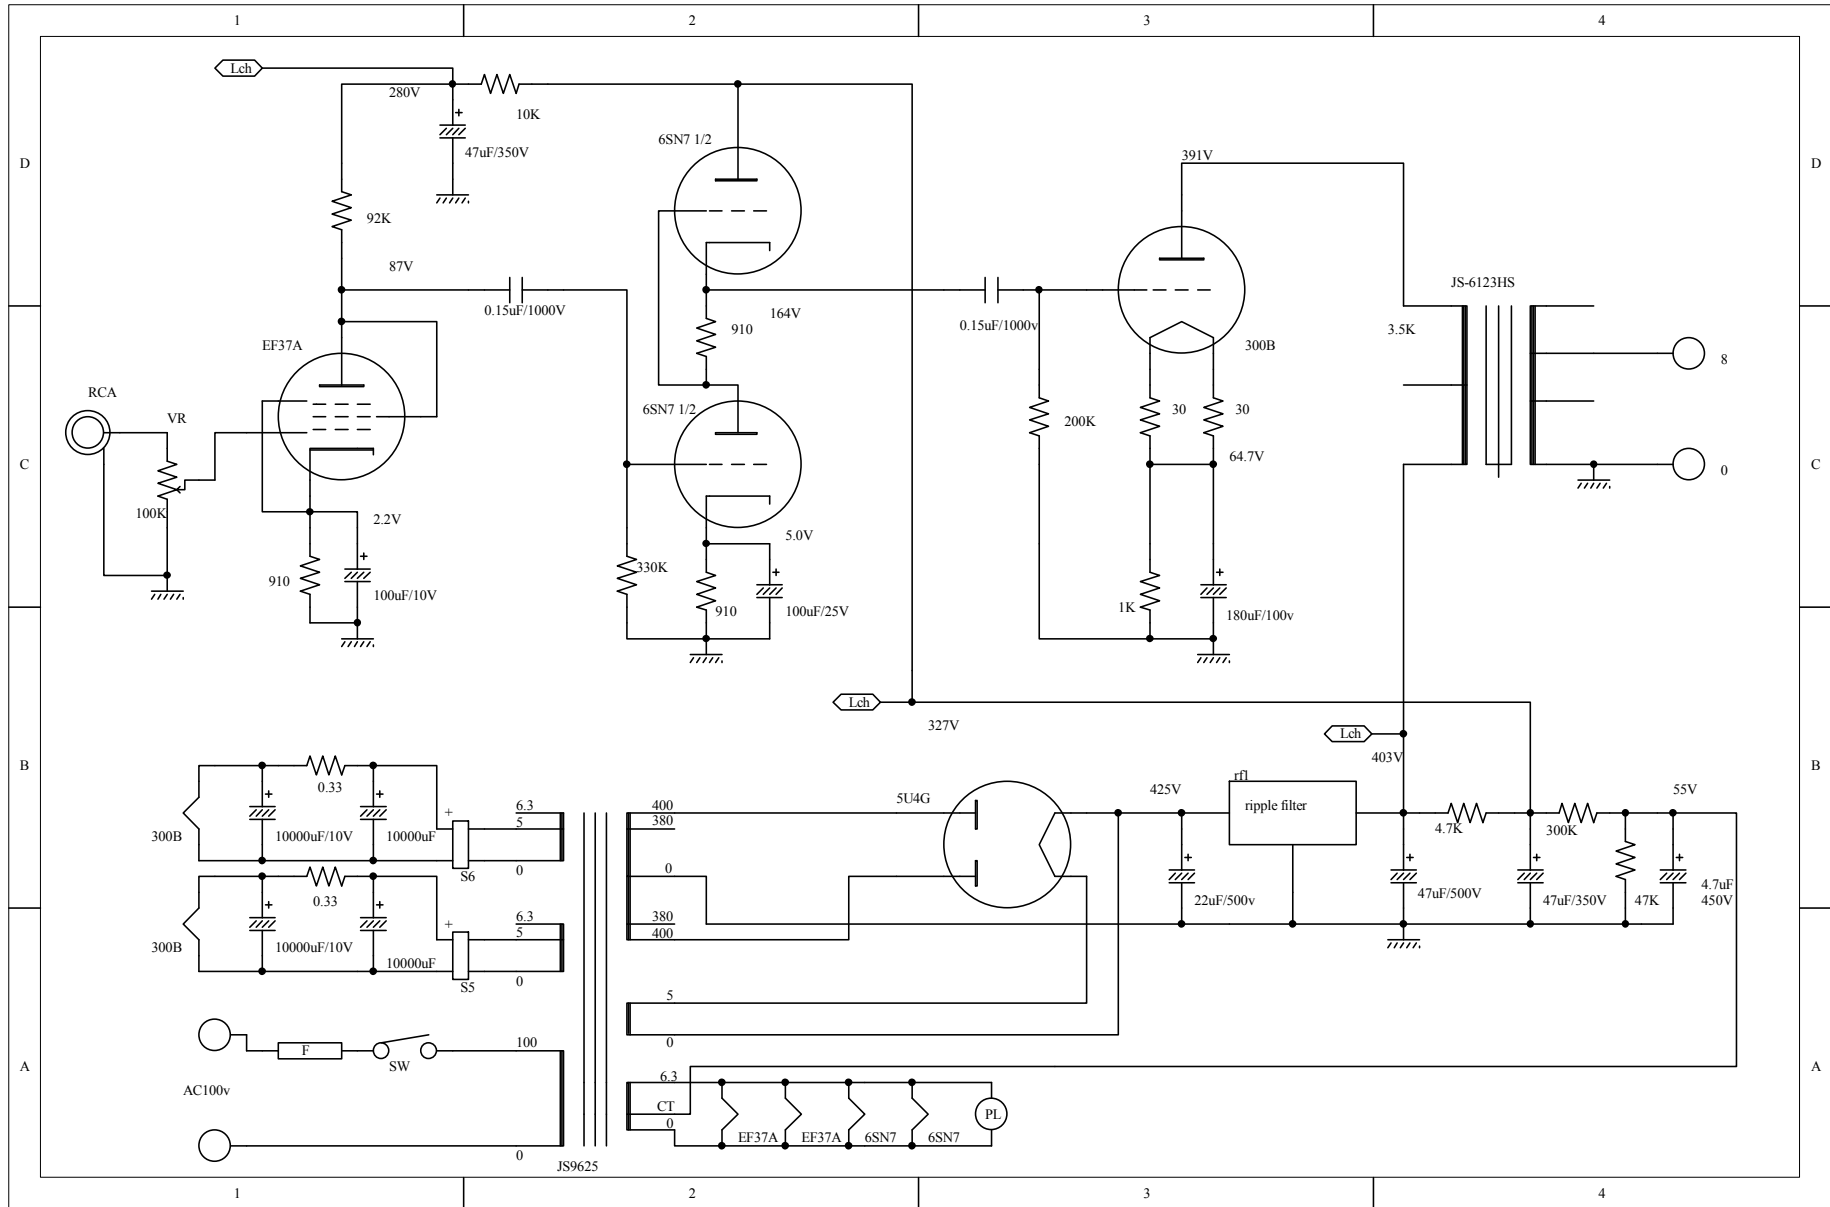 1
2
3
4
Lch
280V
10K
6SN7 1/2
D
47uF/350V
391V
D
92K
87V
JS-6123HS
0.15uF/1000V
164V
0.15uF/1000v
910
3.5K
EF37A
300B
8
RCA
6SN7 1/2
30
30
VR
200K
64.7V
C
C
0
100K
2.2V
5.0V
330K
910
100uF/10V
910
100uF/25V
1K
180uF/100v
Lch
327V
Lch
403V
B
B
0.33
rf1
425V
55V
6.3
400
5U4G
ripple filter
+
5
380
4.7K
300K
300B
10000uF/10V
10000uF
S6
0
0
4.7uF
450V
0.33
22uF/500v
47uF/500V
47uF/350V
47K
6.3
380
+
5
400
300B
10000uF/10V
10000uF
S5
0
5
0
100
F
SW
A
A
6.3
AC100v
CT
0
PL
EF37A
EF37A
6SN7
6SN7
0
JS9625
1
2
3
4